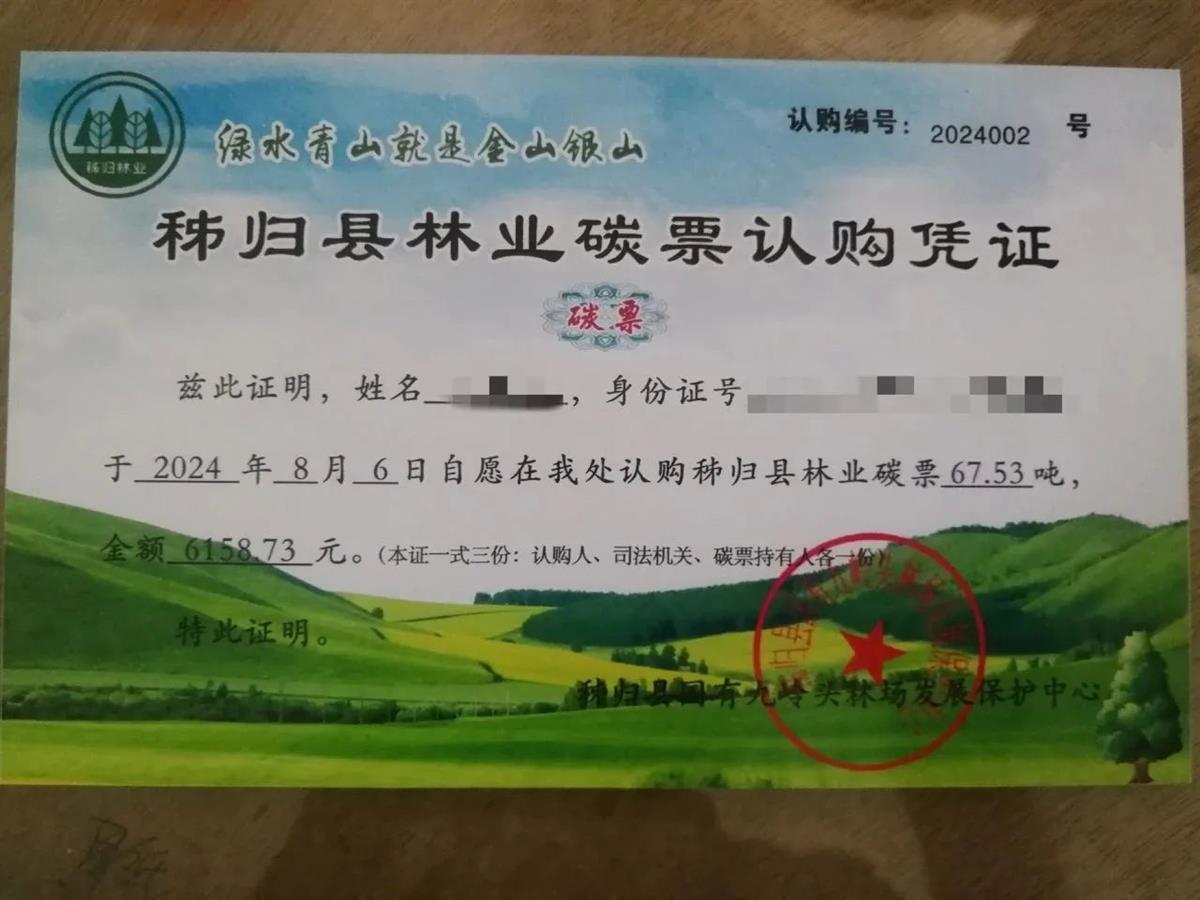 秭归林业
绿水青山就是金山银山
认购编号：2024002 号
秭归县林业碳票认购凭证
碳票
兹此证明，姓名，身份证号
于 2024 年 8 月 6 日自愿在我处认购秭归县林业碳票 67.53 吨，
金额 6158.73 元。(本证一式三份：认购人、司法机关、碳票持有人各一份)
特此证明。
秭归县国有九岭头林场发展保护中心